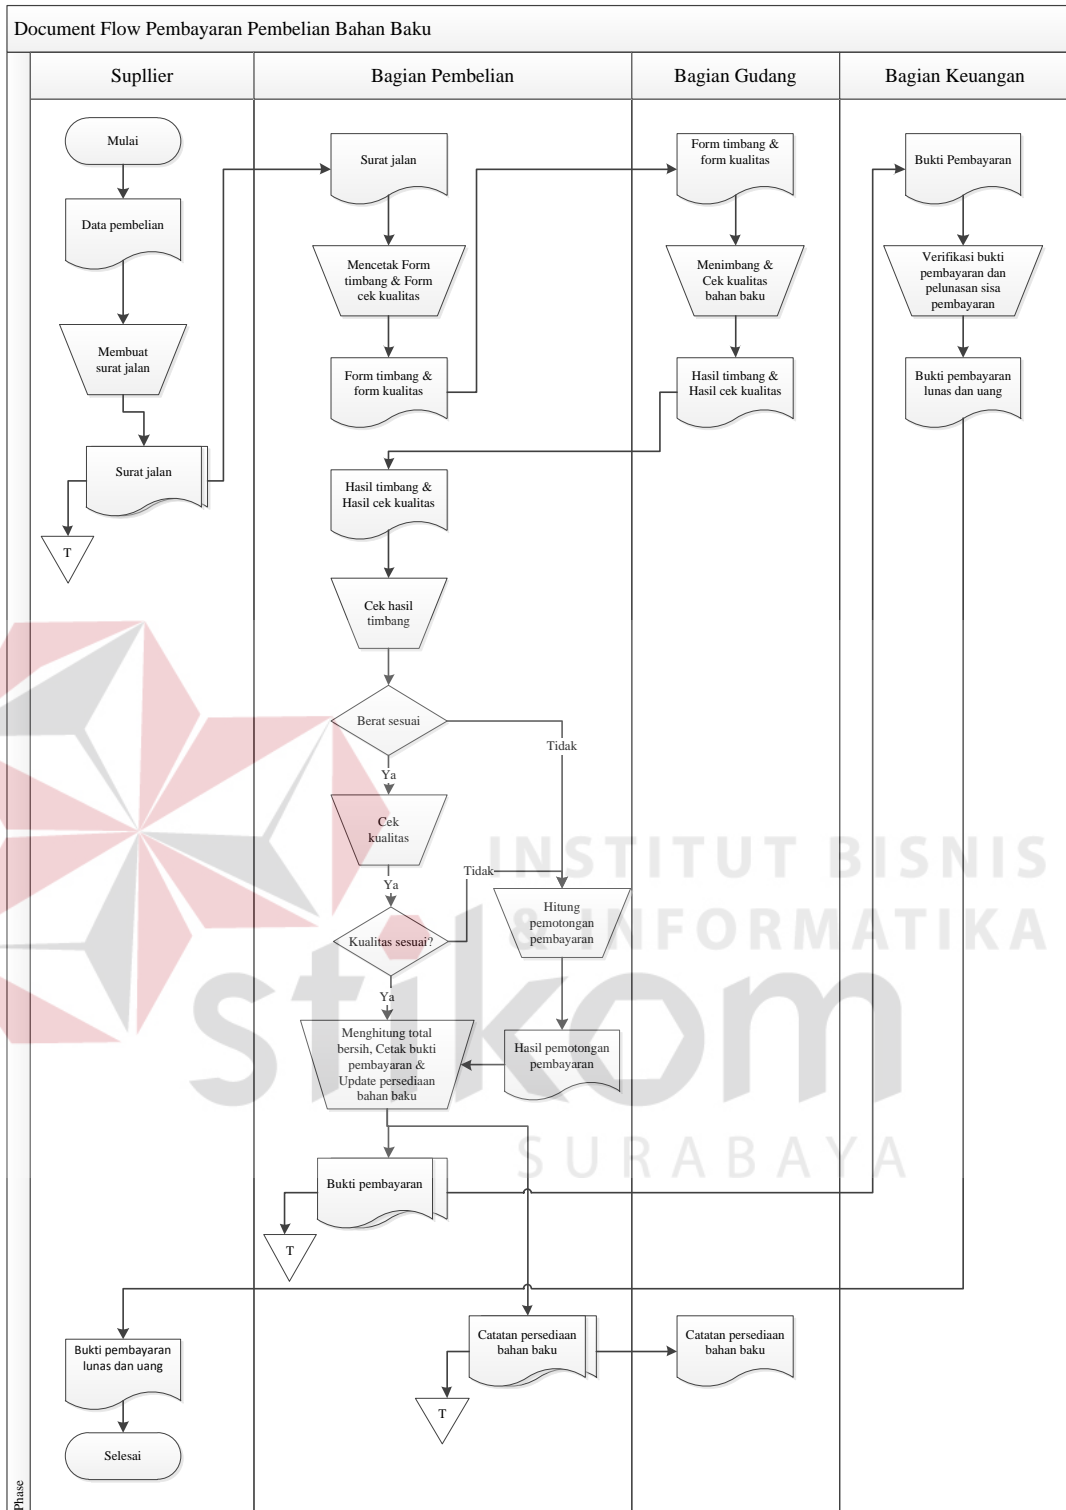 Document Flow Pembayaran Pembelian Bahan Baku
Supllier
Bagian Pembelian
Bagian Gudang
Bagian Keuangan
Mulai
Data pembelian
Membuat
surat jalan
Surat jalan
T
Surat jalan
Mencetak Form
timbang & Form
cek kualitas
Form timbang &
form kualitas
Form timbang &
form kualitas
Menimbang &
Cek kualitas
bahan baku
Hasil timbang &
Hasil cek kualitas
Bukti Pembayaran
Verifikasi bukti
pembayaran dan
pelunasan sisa
pembayaran
Bukti pembayaran
lunas dan uang
Hasil timbang &
Hasil cek kualitas
Cek hasil
timbang
Berat sesuai
Tidak
Ya
Cek
kualitas
Ya
Tidak
Kualitas sesuai?
Hitung
pemotongan
pembayaran
Ya
Menghitung total
bersih, Cetak bukti
pembayaran &
Update persediaan
bahan baku
Hasil pemotongan
pembayaran
Bukti pembayaran
T
Catatan persediaan
bahan baku
T
Catatan persediaan
bahan baku
Bukti pembayaran
lunas dan uang
Selesai
Phase
INSTITUT BISNIS
& INFORMATIKA
stikom
SURABAYA